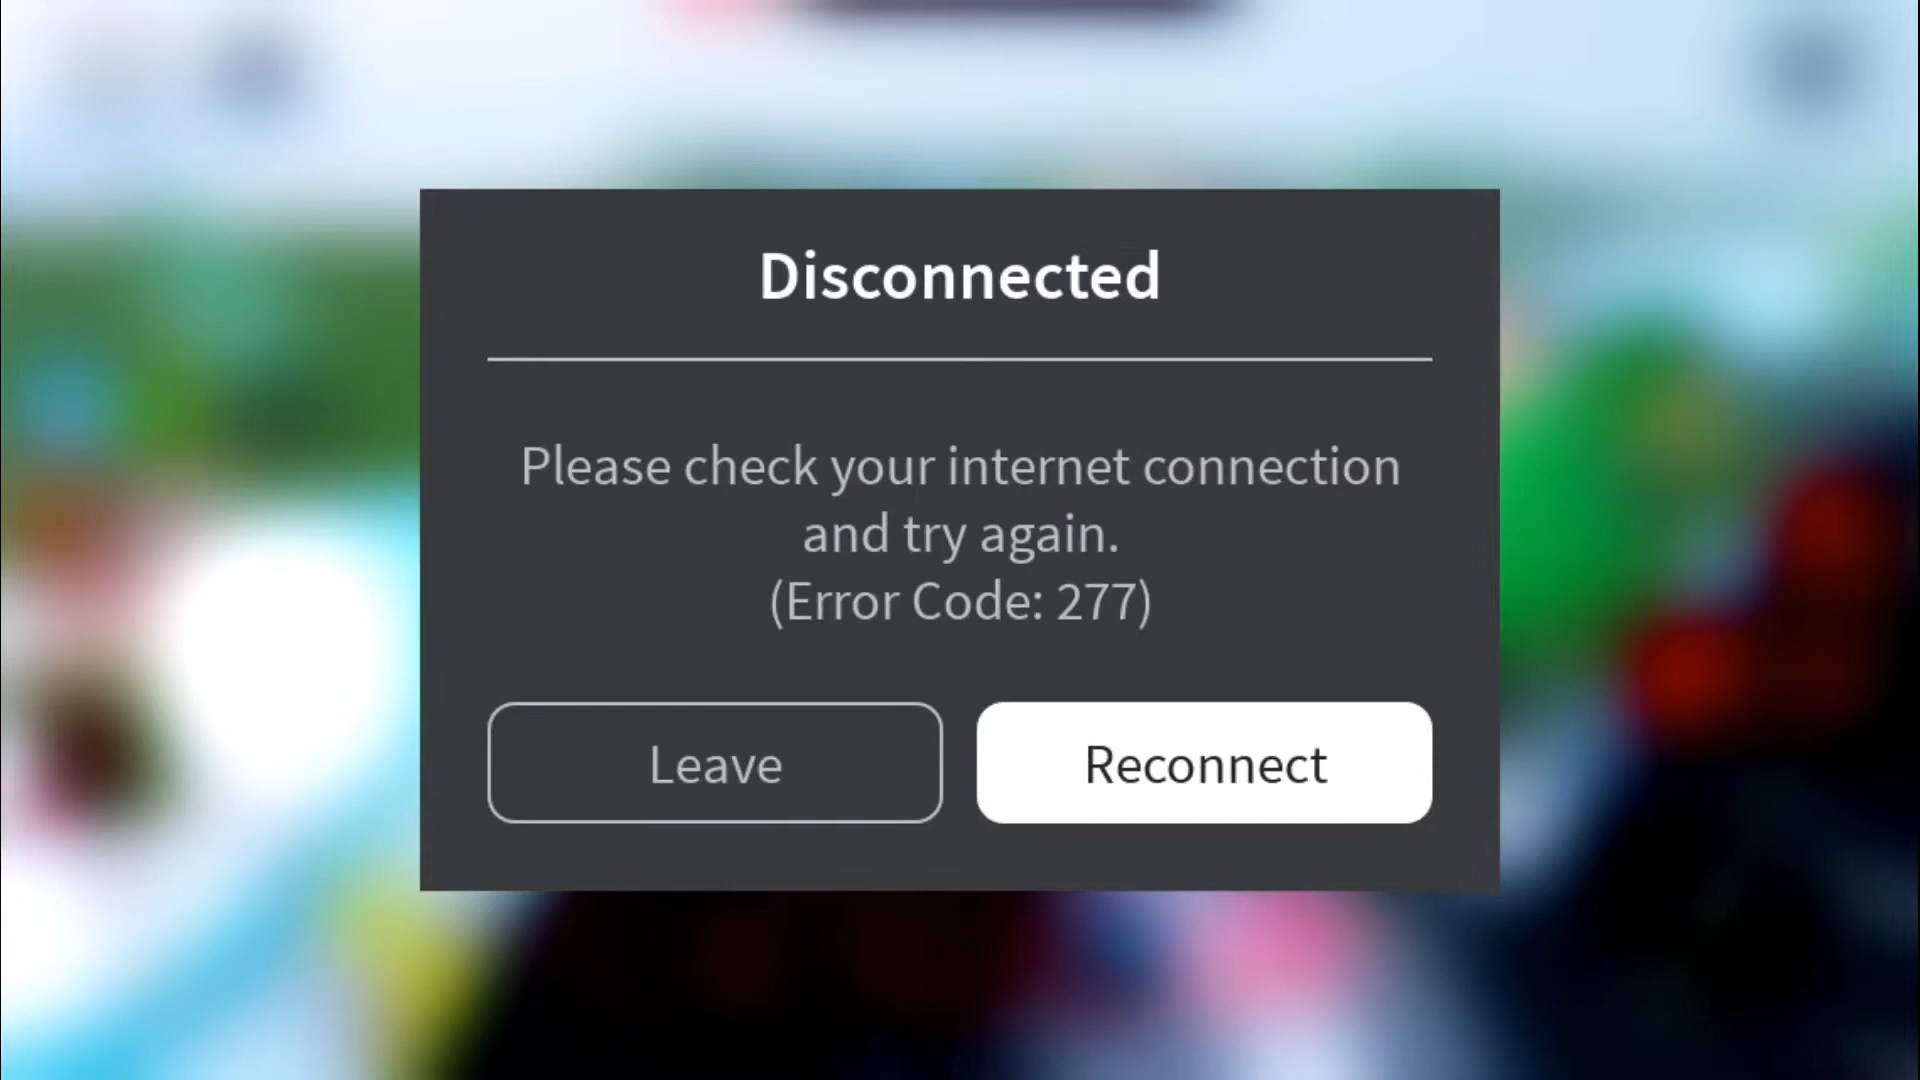 Disconnected
Please check your internet connection
and try again.
(Error Code: 277)
Leave
Reconnect